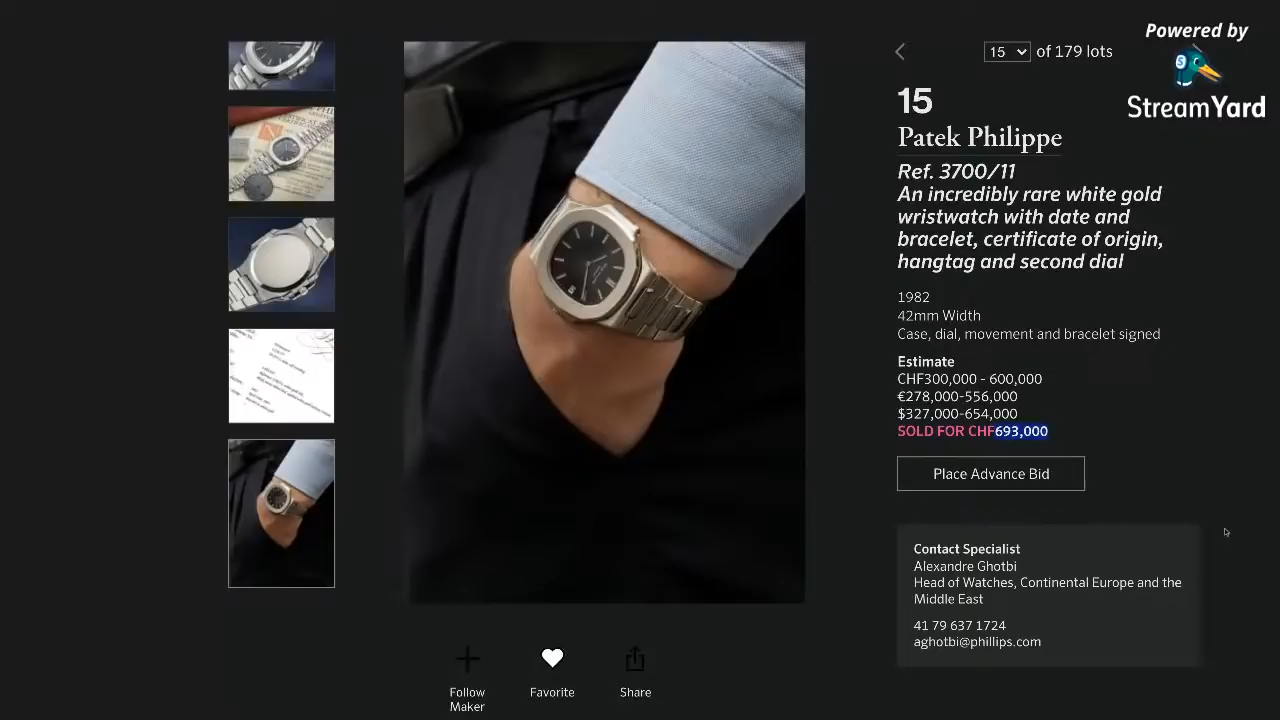 Powered by
StreamYard
15 of 179 lots
15
Patek Philippe
Ref. 3700/11
An incredibly rare white gold
wristwatch with date and
bracelet, certificate of origin,
hangtag and second dial
1982
42mm Width
Case, dial, movement and bracelet signed
Estimate
CHF300,000 - 600,000
€278,000-556,000
$327,000-654,000
SOLD FOR CHF693,000
Place Advance Bid
Contact Specialist
Alexandre Ghotbi
Head of Watches, Continental Europe and the
Middle East
41 79 637 1724
aghotbi@phillips.com
Follow
Maker
Favorite
Share